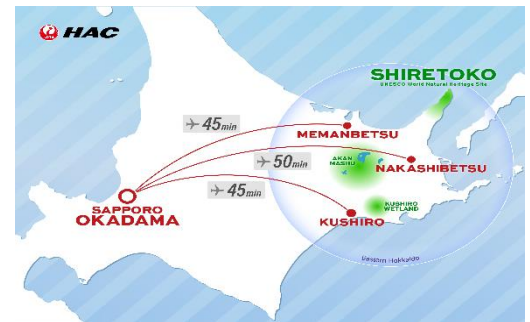 HAC
SHIRETOKO
UNESCO World Natural Heritage Site
45min
MEMANBETSU
50min
AKAN
MASHU
NAKASHIBETSU
45min
SAPPORO
OKADAMA
KUSHIRO
WETLAND
KUSHIRO
Eastern Hokkaido